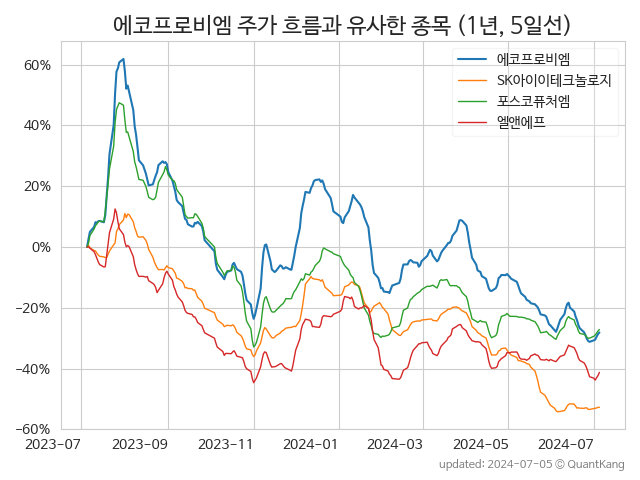 에코프로비엠 주가 흐름과 유사한 종목 (1년, 5일선)
에코프로비엠
SK아이이테크놀로지
포스코퓨처엠
엘앤에프
60%
40%
20%
0%
−20%
−40%
−60%
2023-07 2023-09 2023-11 2024-01 2024-03 2024-05 2024-07
updated: 2024-07-05 © QuantKang